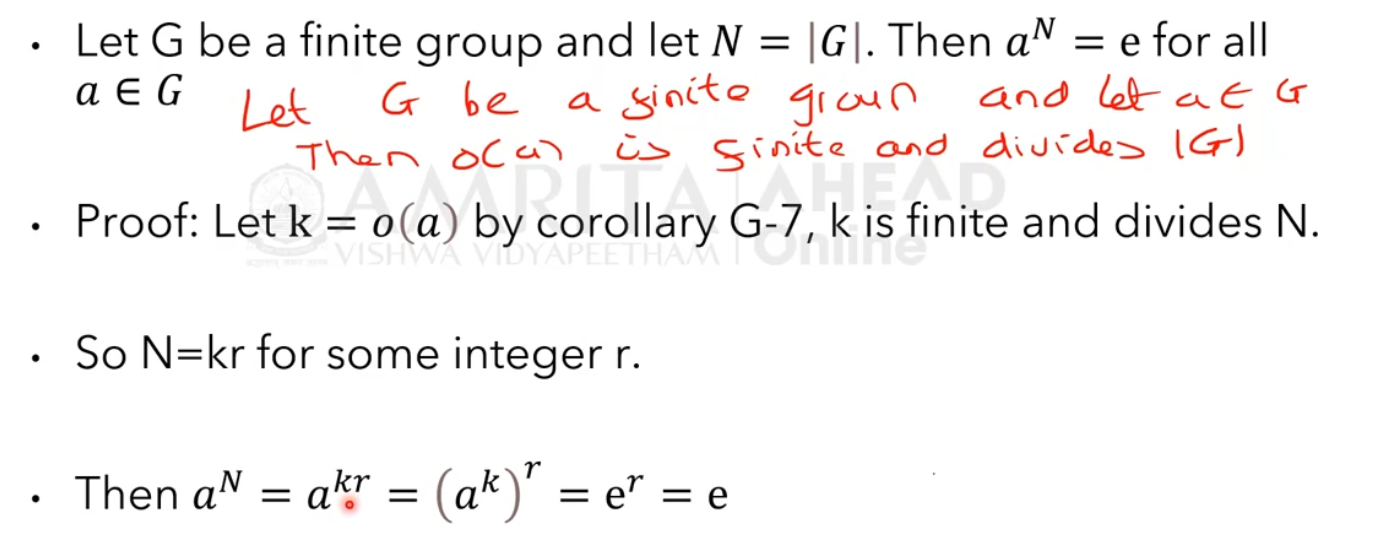 • Let G be a finite group and let N = |G|. Then a^N = e for all
a ∈ G
Let G be a finite group and let a ∈ G
Then o(a) is finite and divides |G|
AMRITA AHEAD
VISHWA VIDYAPEETHAM Online
• Proof: Let k = o(a) by corollary G-7, k is finite and divides N.
• So N=kr for some integer r.
• Then a^N = a^kr = (a^k)^r = e^r = e